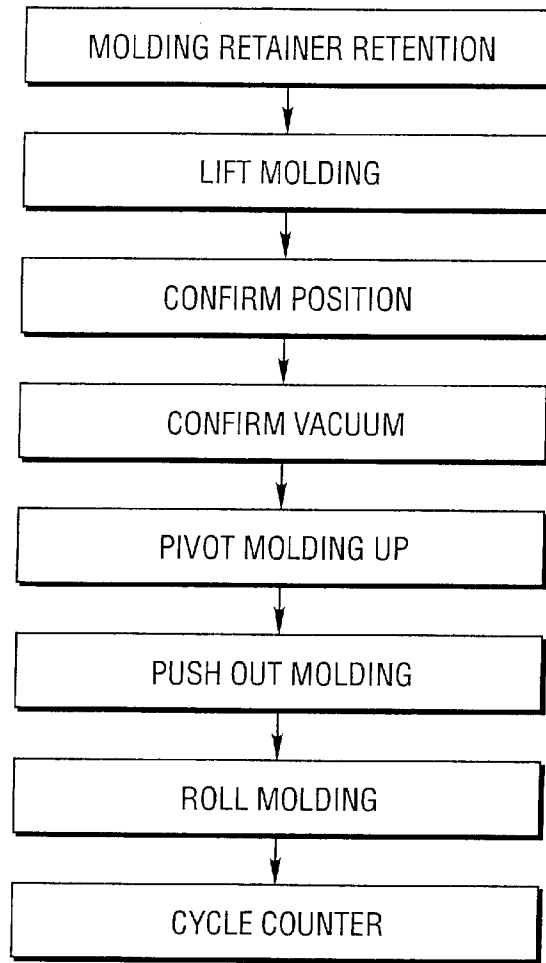 MOLDING RETAINER RETENTION
LIFT MOLDING
CONFIRM POSITION
CONFIRM VACUUM
PIVOT MOLDING UP
PUSH OUT MOLDING
ROLL MOLDING
CYCLE COUNTER